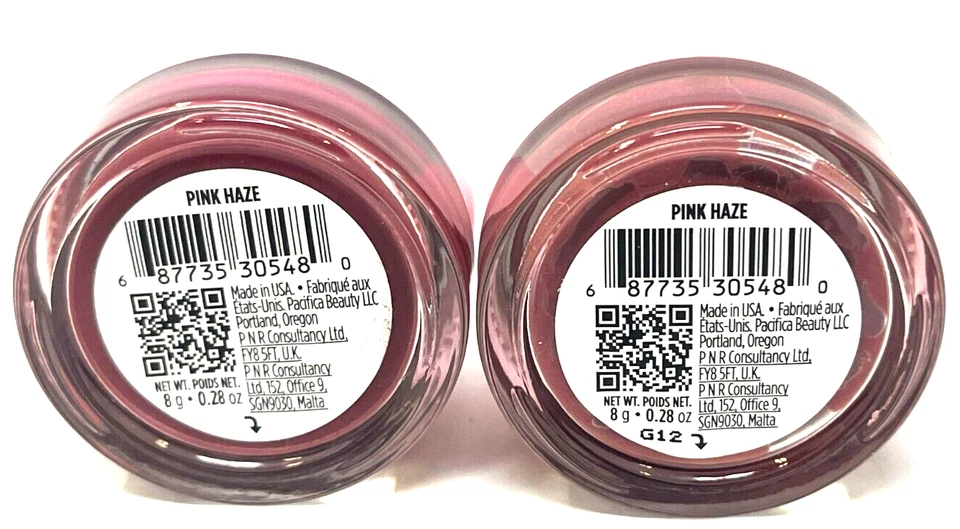 PINK HAZE
6 87735 30548 0
Made in USA. • Fabriqué aux
États-Unis. Pacifica Beauty LLC
Portland, Oregon
P N R Consultancy Ltd,
FY8 5FT, U.K.
P N R Consultancy
Ltd, 152, Office 9,
SGN9030, Malta
NET WT. POIDS NET.
8 g • 0.28 oz
PINK HAZE
6 87735 30548 0
Made in USA. • Fabriqué aux
États-Unis. Pacifica Beauty LLC
Portland, Oregon
P N R Consultancy Ltd,
FY8 5FT, U.K.
P N R Consultancy
Ltd, 152, Office 9,
SGN9030, Malta
NET WT. POIDS NET.
8 g • 0.28 oz
G12